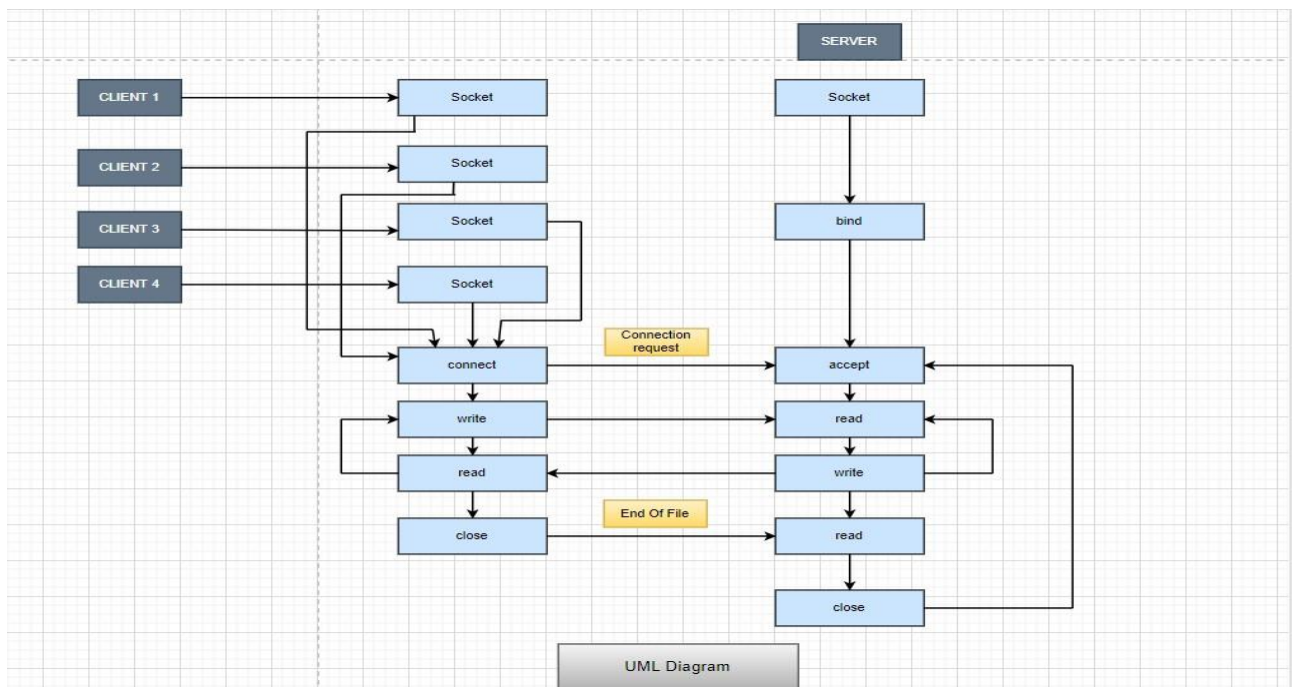 SERVER
CLIENT 1
Socket
Socket
CLIENT 2
Socket
CLIENT 3
Socket
bind
CLIENT 4
Socket
Connection
request
connect
accept
write
read
read
write
End Of File
close
read
close
UML Diagram